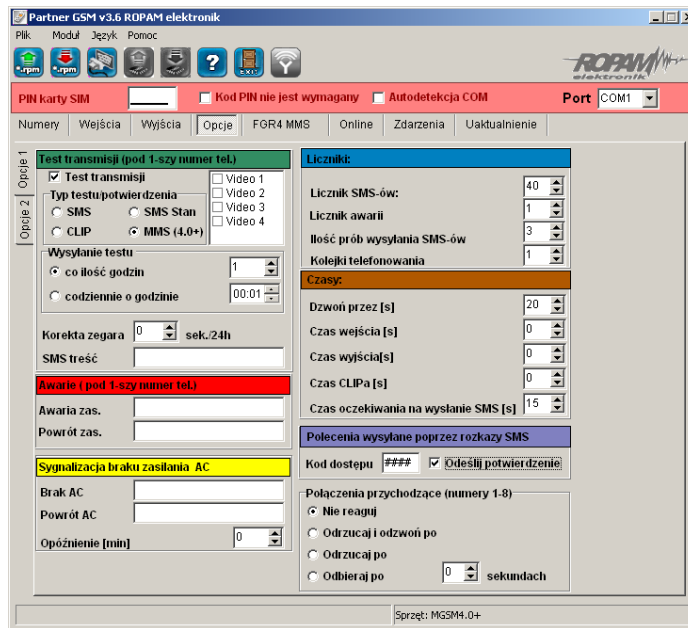 Partner GSM v3.6 ROPAM elektronik
Plik Moduł Język Pomoc
*.rpm *.rpm ? EXIT ROPAM
elektronik
PIN karty SIM Kod PIN nie jest wymagany Autodetekcja COM Port COM1
Numery Wejścia Wyjścia Opcje FGR4 MMS Online Zdarzenia Uaktualnienie
Opcje 1
Opcje 2
Test transmisji (pod 1-szy numer tel.)
Test transmisji
Typ testu/potwierdzenia
SMS SMS Stan
CLIP MMS (4.0+)
Video 1
Video 2
Video 3
Video 4
Wysyłanie testu
co ilość godzin 1
codziennie o godzinie 00:01
Korekta zegara 0 sek./24h
SMS treść
Awarie ( pod 1-szy numer tel.)
Awaria zas.
Powrót zas.
Sygnalizacja braku zasilania AC
Brak AC
Powrót AC
Opóźnienie [min] 0
Liczniki:
Licznik SMS-ów: 40
Licznik awarii 1
Ilość prób wysyłania SMS-ów 3
Kolejki telefonowania 1
Czasy:
Dzwoń przez [s] 20
Czas wejścia [s] 0
Czas wyjścia[s] 0
Czas CLIPa [s] 0
Czas oczekiwania na wysłanie SMS [s] 15
Polecenia wysyłane poprzez rozkazy SMS
Kod dostępu #### Odeślij potwierdzenie
Połączenia przychodzące (numery 1-8)
Nie reaguj
Odrzucaj i odzwoń po
Odrzucaj po
Odbieraj po 0 sekundach
Sprzęt: MGSM4.0+